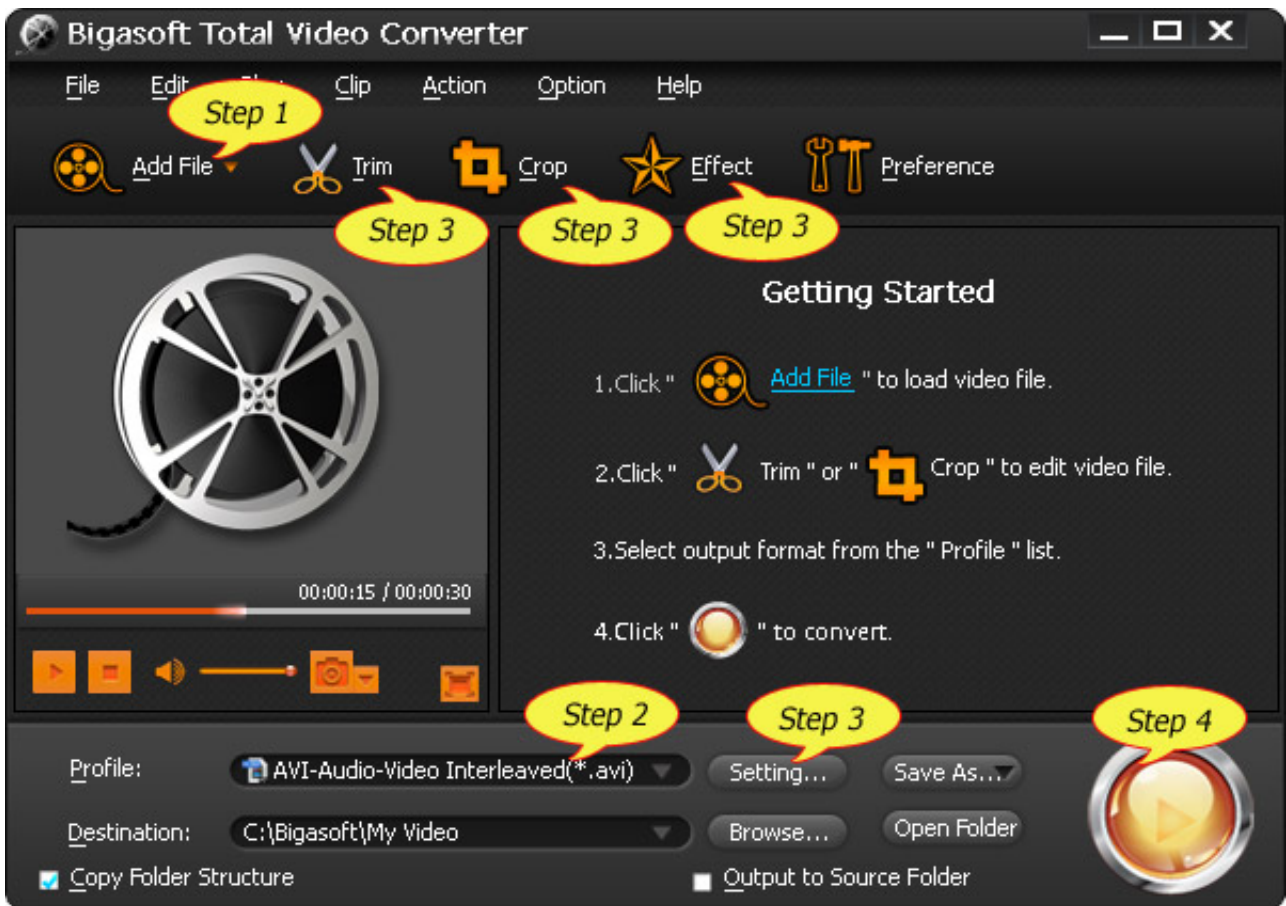 Bigasoft Total Video Converter
File Edit Clip Action Option Help
Step 1
Add File Trim Crop Effect Preference
Step 3 Step 3 Step 3
Getting Started
1.Click " Add File " to load video file.
2.Click " Trim " or " Crop " to edit video file.
3.Select output format from the " Profile " list.
4.Click " " to convert.
00:00:15 / 00:00:30
Step 2 Step 3 Step 4
Profile: AVI-Audio-Video Interleaved(*.avi) Setting... Save As...
Destination: C:\Bigasoft\My Video Browse... Open Folder
Copy Folder Structure Output to Source Folder